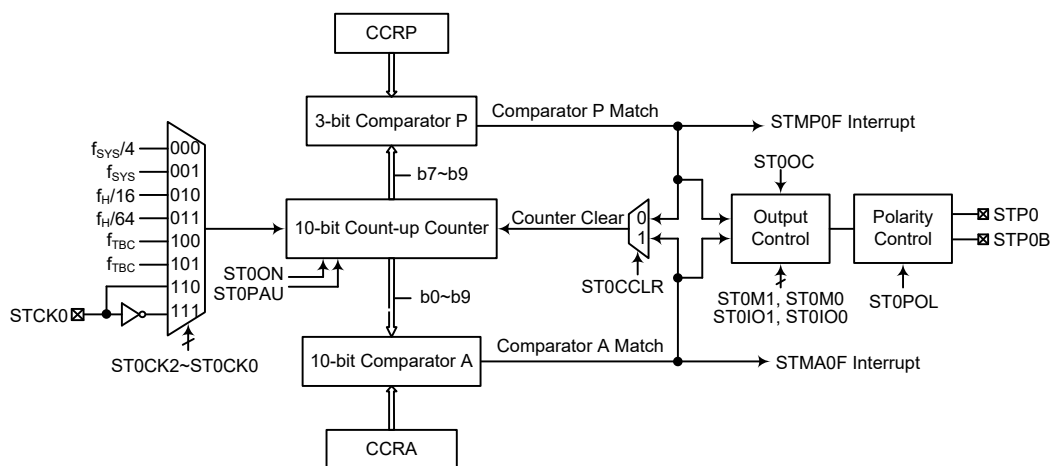 CCRP
3-bit Comparator P
Comparator P Match
STMP0F Interrupt
b7~b9
fSYS/4
000
fSYS
001
fH/16
010
fH/64
011
fTBC
100
fTBC
101
110
111
STCK0
ST0CK2~ST0CK0
10-bit Count-up Counter
ST0ON
ST0PAU
Counter Clear
0
1
ST0CCLR
ST0OC
Output
Control
ST0M1, ST0M0
ST0IO1, ST0IO0
Polarity
Control
ST0POL
STP0
STP0B
b0~b9
10-bit Comparator A
Comparator A Match
STMA0F Interrupt
CCRA